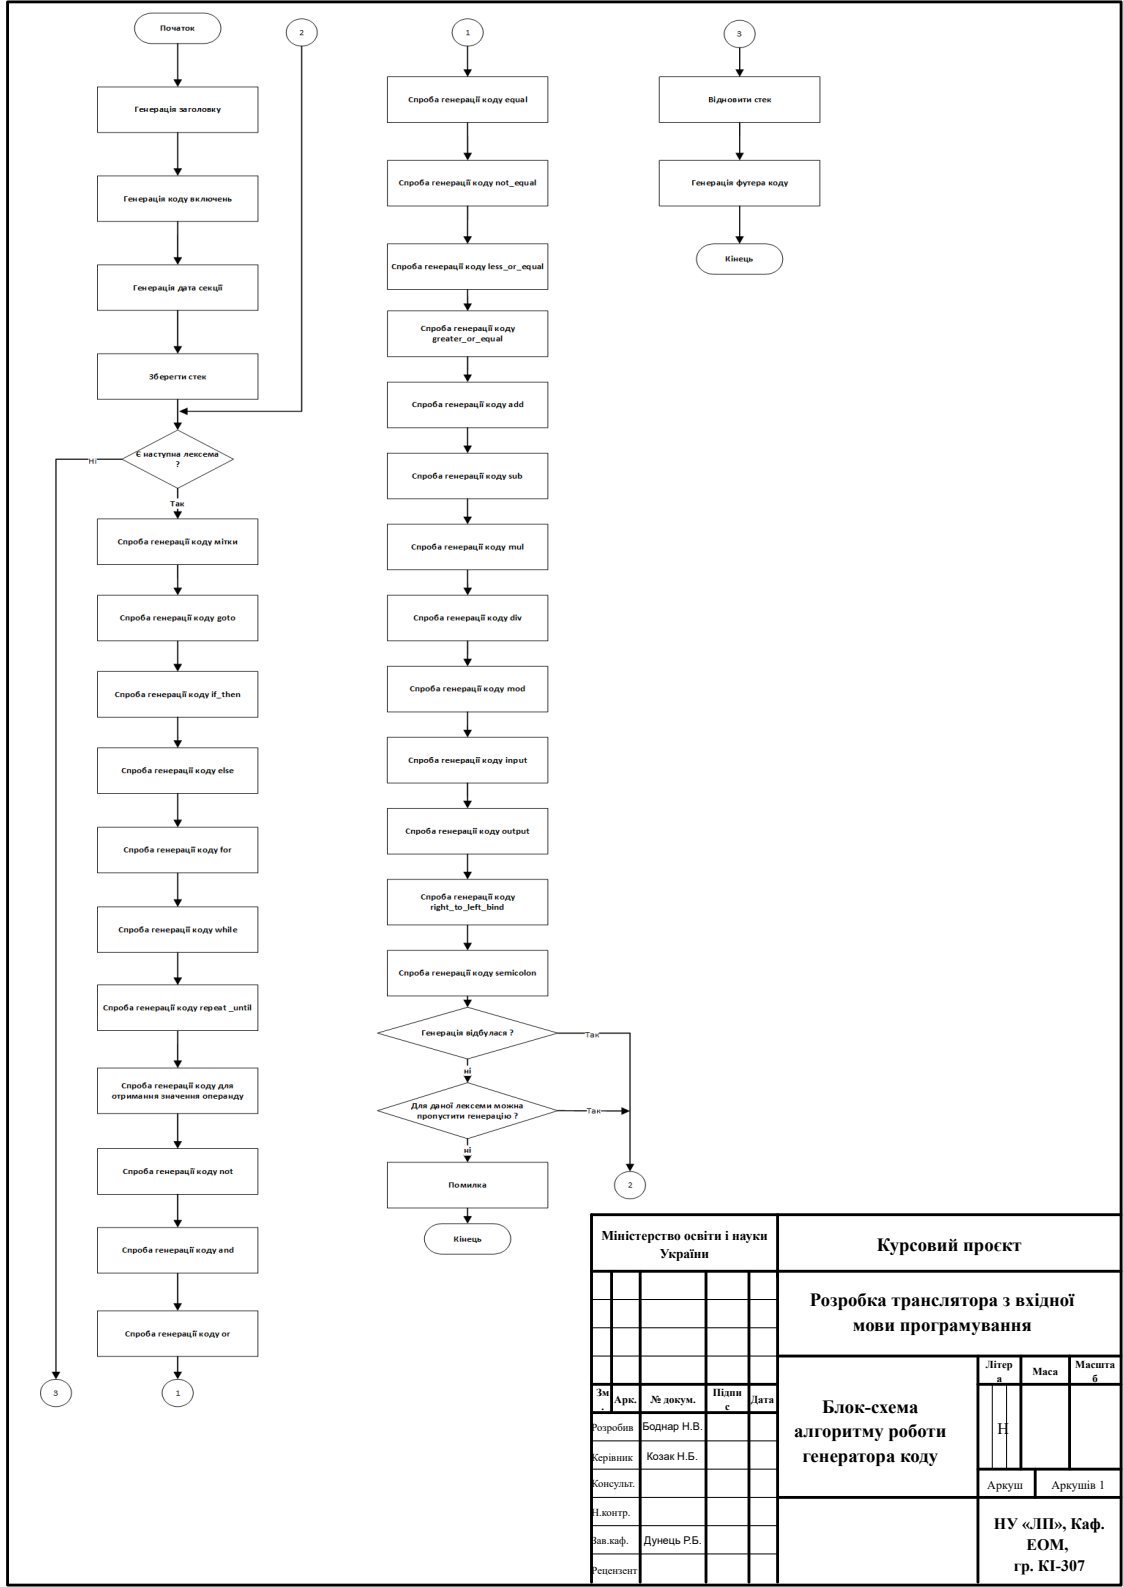 Початок
Генерація заголовку
Генерація коду включень
Генерація дата секції
Зберегти стек
Є наступна лексема
?
Ні
Так
Спроба генерації коду мітки
Спроба генерації коду goto
Спроба генерації коду if_then
Спроба генерації коду else
Спроба генерації коду for
Спроба генерації коду while
Спроба генерації коду repeat _until
Спроба генерації коду для
отримання значення операнду
Спроба генерації коду not
Спроба генерації коду and
Спроба генерації коду or
3
1
2
1
Спроба генерації коду equal
Спроба генерації коду not_equal
Спроба генерації коду less_or_equal
Спроба генерації коду
greater_or_equal
Спроба генерації коду add
Спроба генерації коду sub
Спроба генерації коду mul
Спроба генерації коду div
Спроба генерації коду mod
Спроба генерації коду input
Спроба генерації коду output
Спроба генерації коду
right_to_left_bind
Спроба генерації коду semicolon
Генерація відбулася ?
Так
ні
Для даної лексеми можна
пропустити генерацію ?
Так
ні
Помилка
2
Кінець
3
Відновити стек
Генерація футера коду
Кінець
Міністерство освіти і науки
України
Курсовий проєкт
Розробка транслятора з вхідної
мови програмування
Зм
.
Арк.
№ докум.
Підпи
с
Дата
Розробив
Боднар Н.В.
Керівник
Козак Н.Б.
Консульт.
Н.контр.
Зав.каф.
Дунець Р.Б.
Рецензент
Блок-схема
алгоритму роботи
генератора коду
Літер
а
Маса
Масшта
б
Н
Аркуш
Аркушів 1
НУ «ЛП», Каф.
ЕОМ,
гр. КІ-307